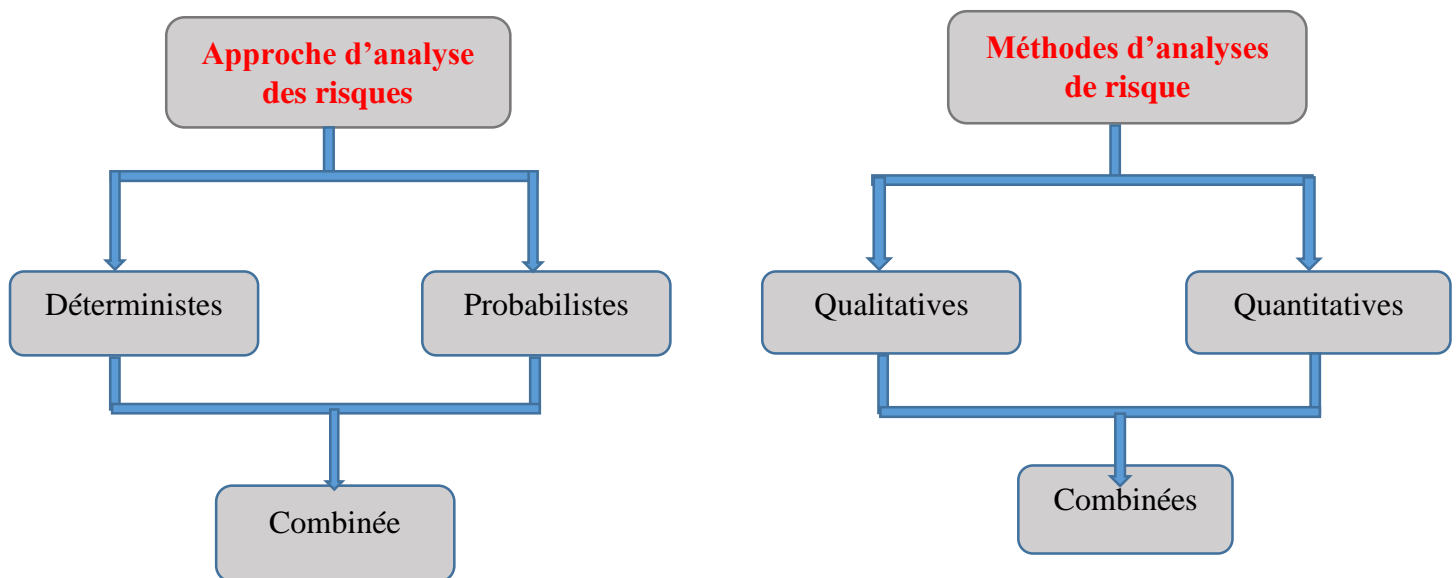 Approche d’analyse
des risques
Déterministes
Probabilistes
Combinée
Méthodes d’analyses
de risque
Qualitatives
Quantitatives
Combinées